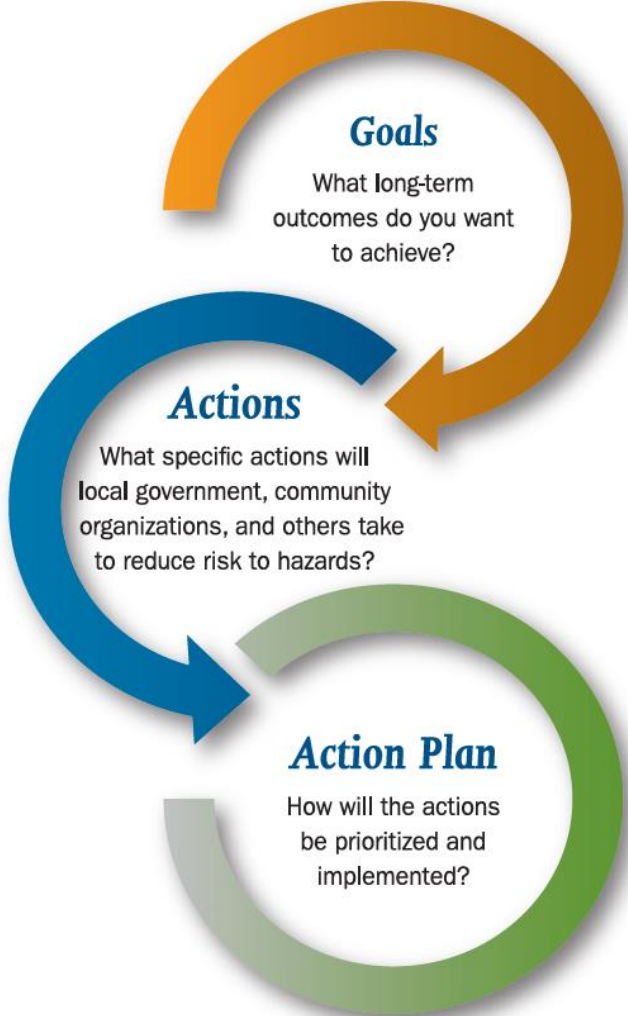 Goals
What long-term
outcomes do you want
to achieve?
Actions
What specific actions will
local government, community
organizations, and others take
to reduce risk to hazards?
Action Plan
How will the actions
be prioritized and
implemented?